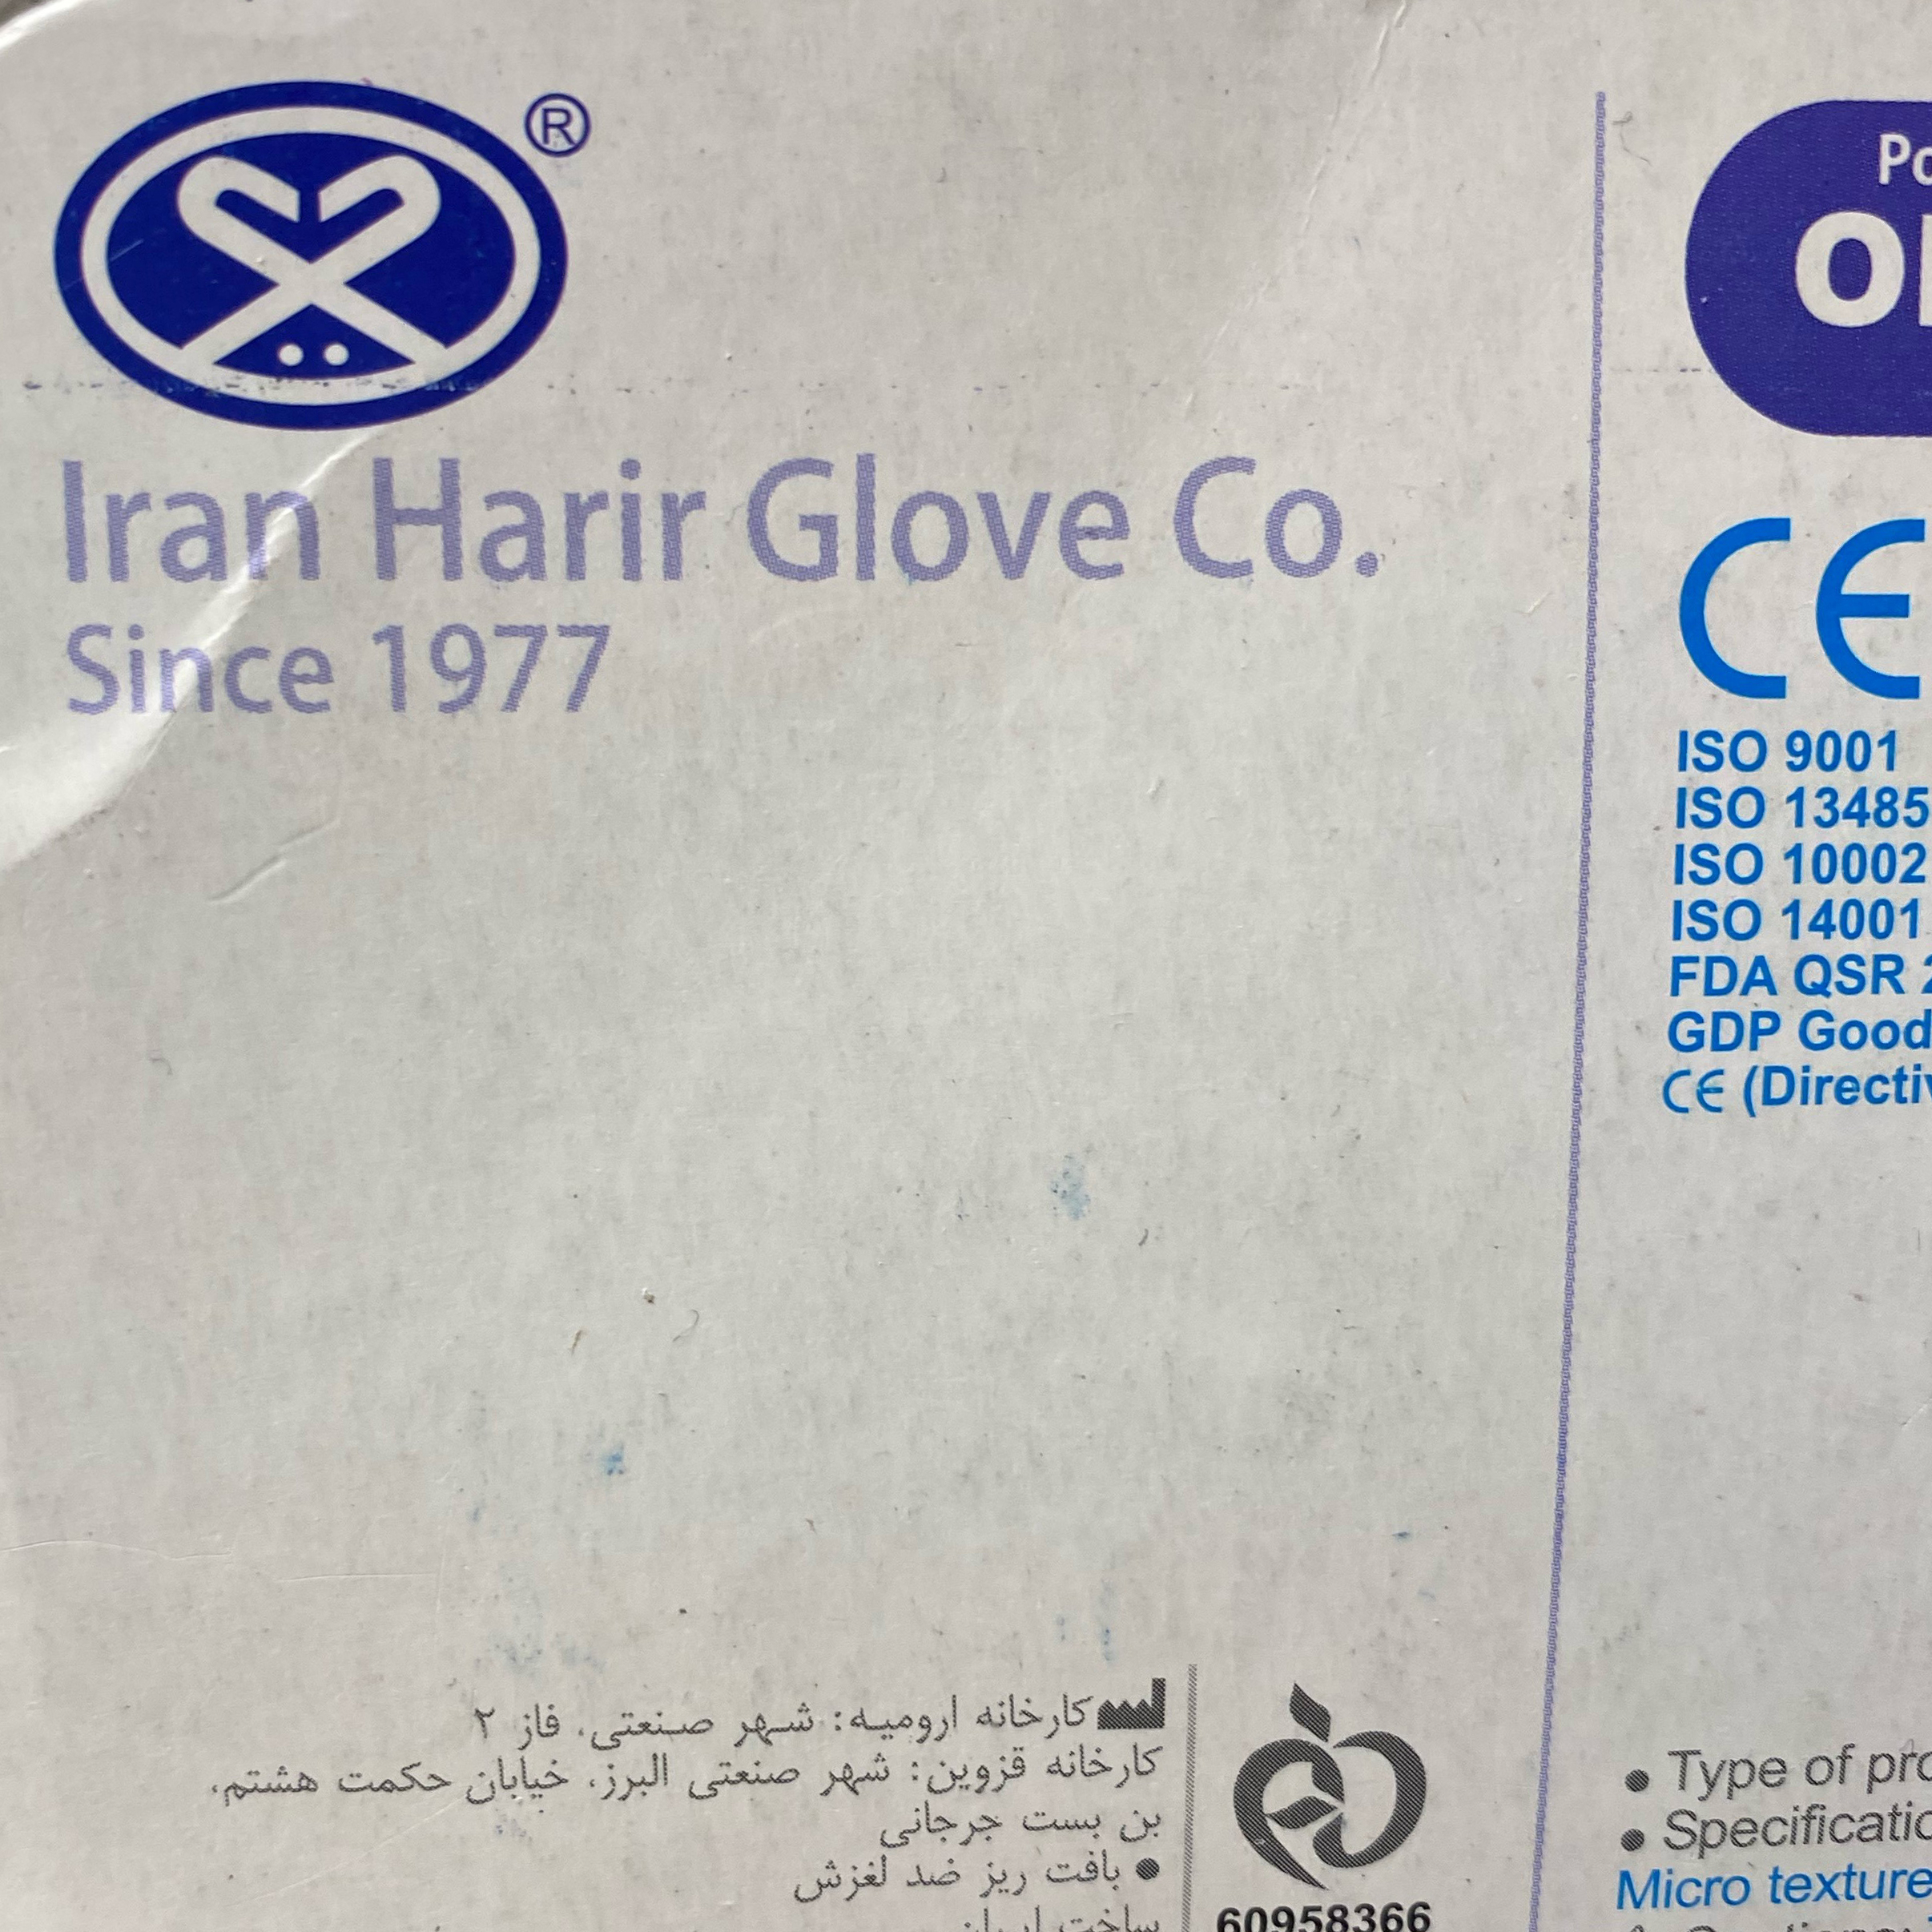 ®
Iran Harir Glove Co.
Since 1977
CE
ISO 9001
ISO 13485
ISO 10002
ISO 14001
FDA QSR
GDP Good
CE (Directiv
کارخانه ارومیه: شهر صنعتی، فاز ۲
کارخانه قزوین: شهر صنعتی البرز، خیابان حکمت هشتم،
بن بست جرجانی
• بافت ریز ضد لغزش
ساخت ایران
60958366
• Type of pro
• Specificatio
Micro texture